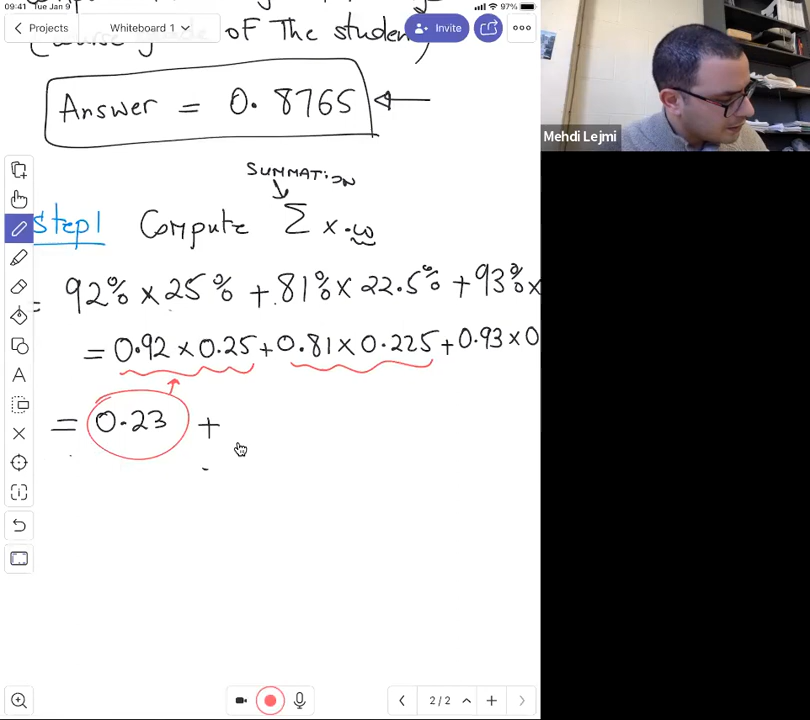 09:41 Tue Jan 9
97%
Projects
Whiteboard 1
Invite
of The student)
Answer = 0.8765
SUMMATION
Step1 Compute Σ x.ω
= 92% × 25% + 81% × 22.5% + 93% ×
= 0.92 × 0.25 + 0.81 × 0.225 + 0.93 × 0
= 0.23 +
A
2/2
Mehdi Lejmi